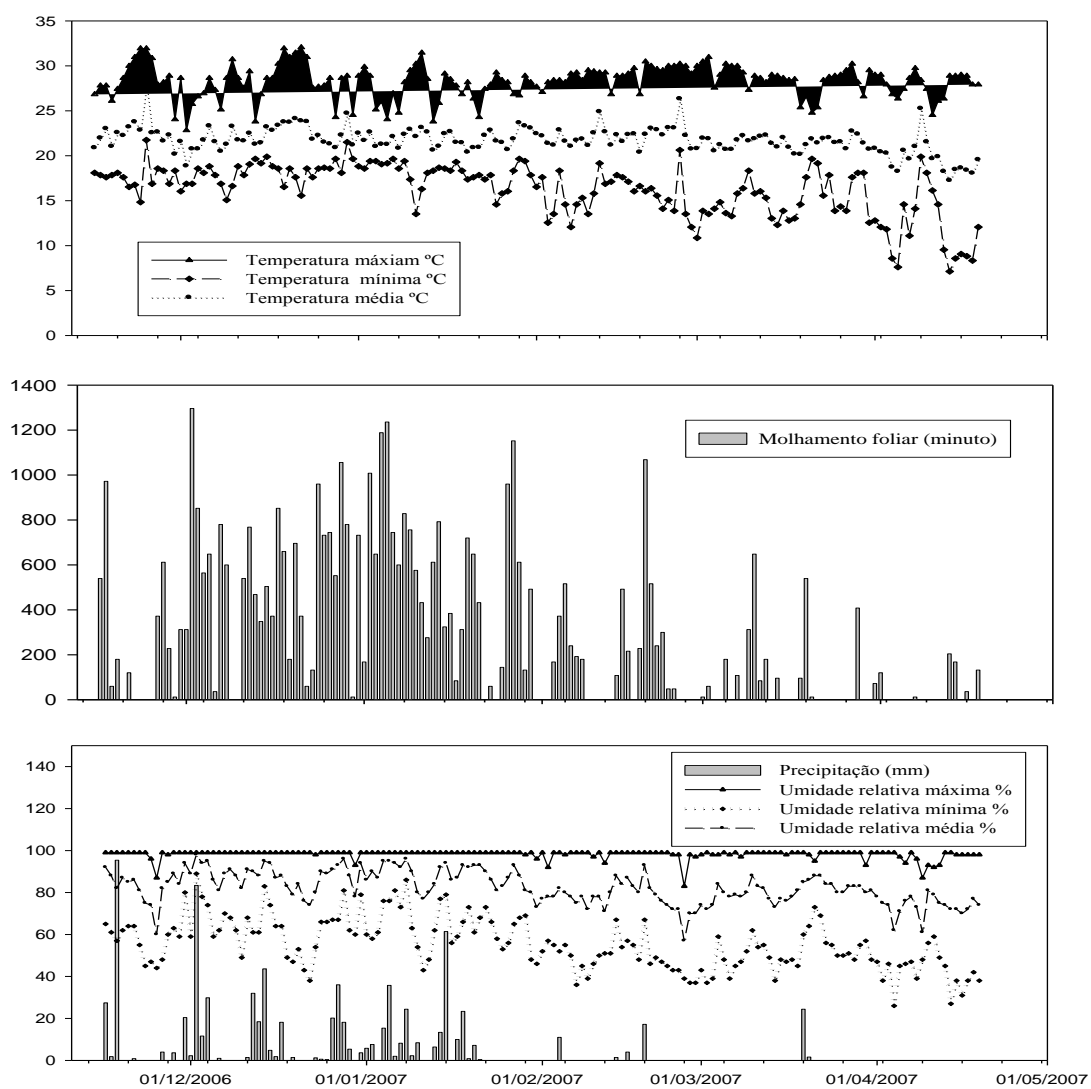 35
30
25
20
15
10
5
0
Temperatura máxiam ºC
Temperatura mínima ºC
Temperatura média ºC
1400
1200
1000
800
600
400
200
0
Molhamento foliar (minuto)
140
120
100
80
60
40
20
0
Precipitação (mm)
Umidade relativa máxima %
Umidade relativa mínima %
Umidade relativa média %
01/12/2006 01/01/2007 01/02/2007 01/03/2007 01/04/2007 01/05/2007